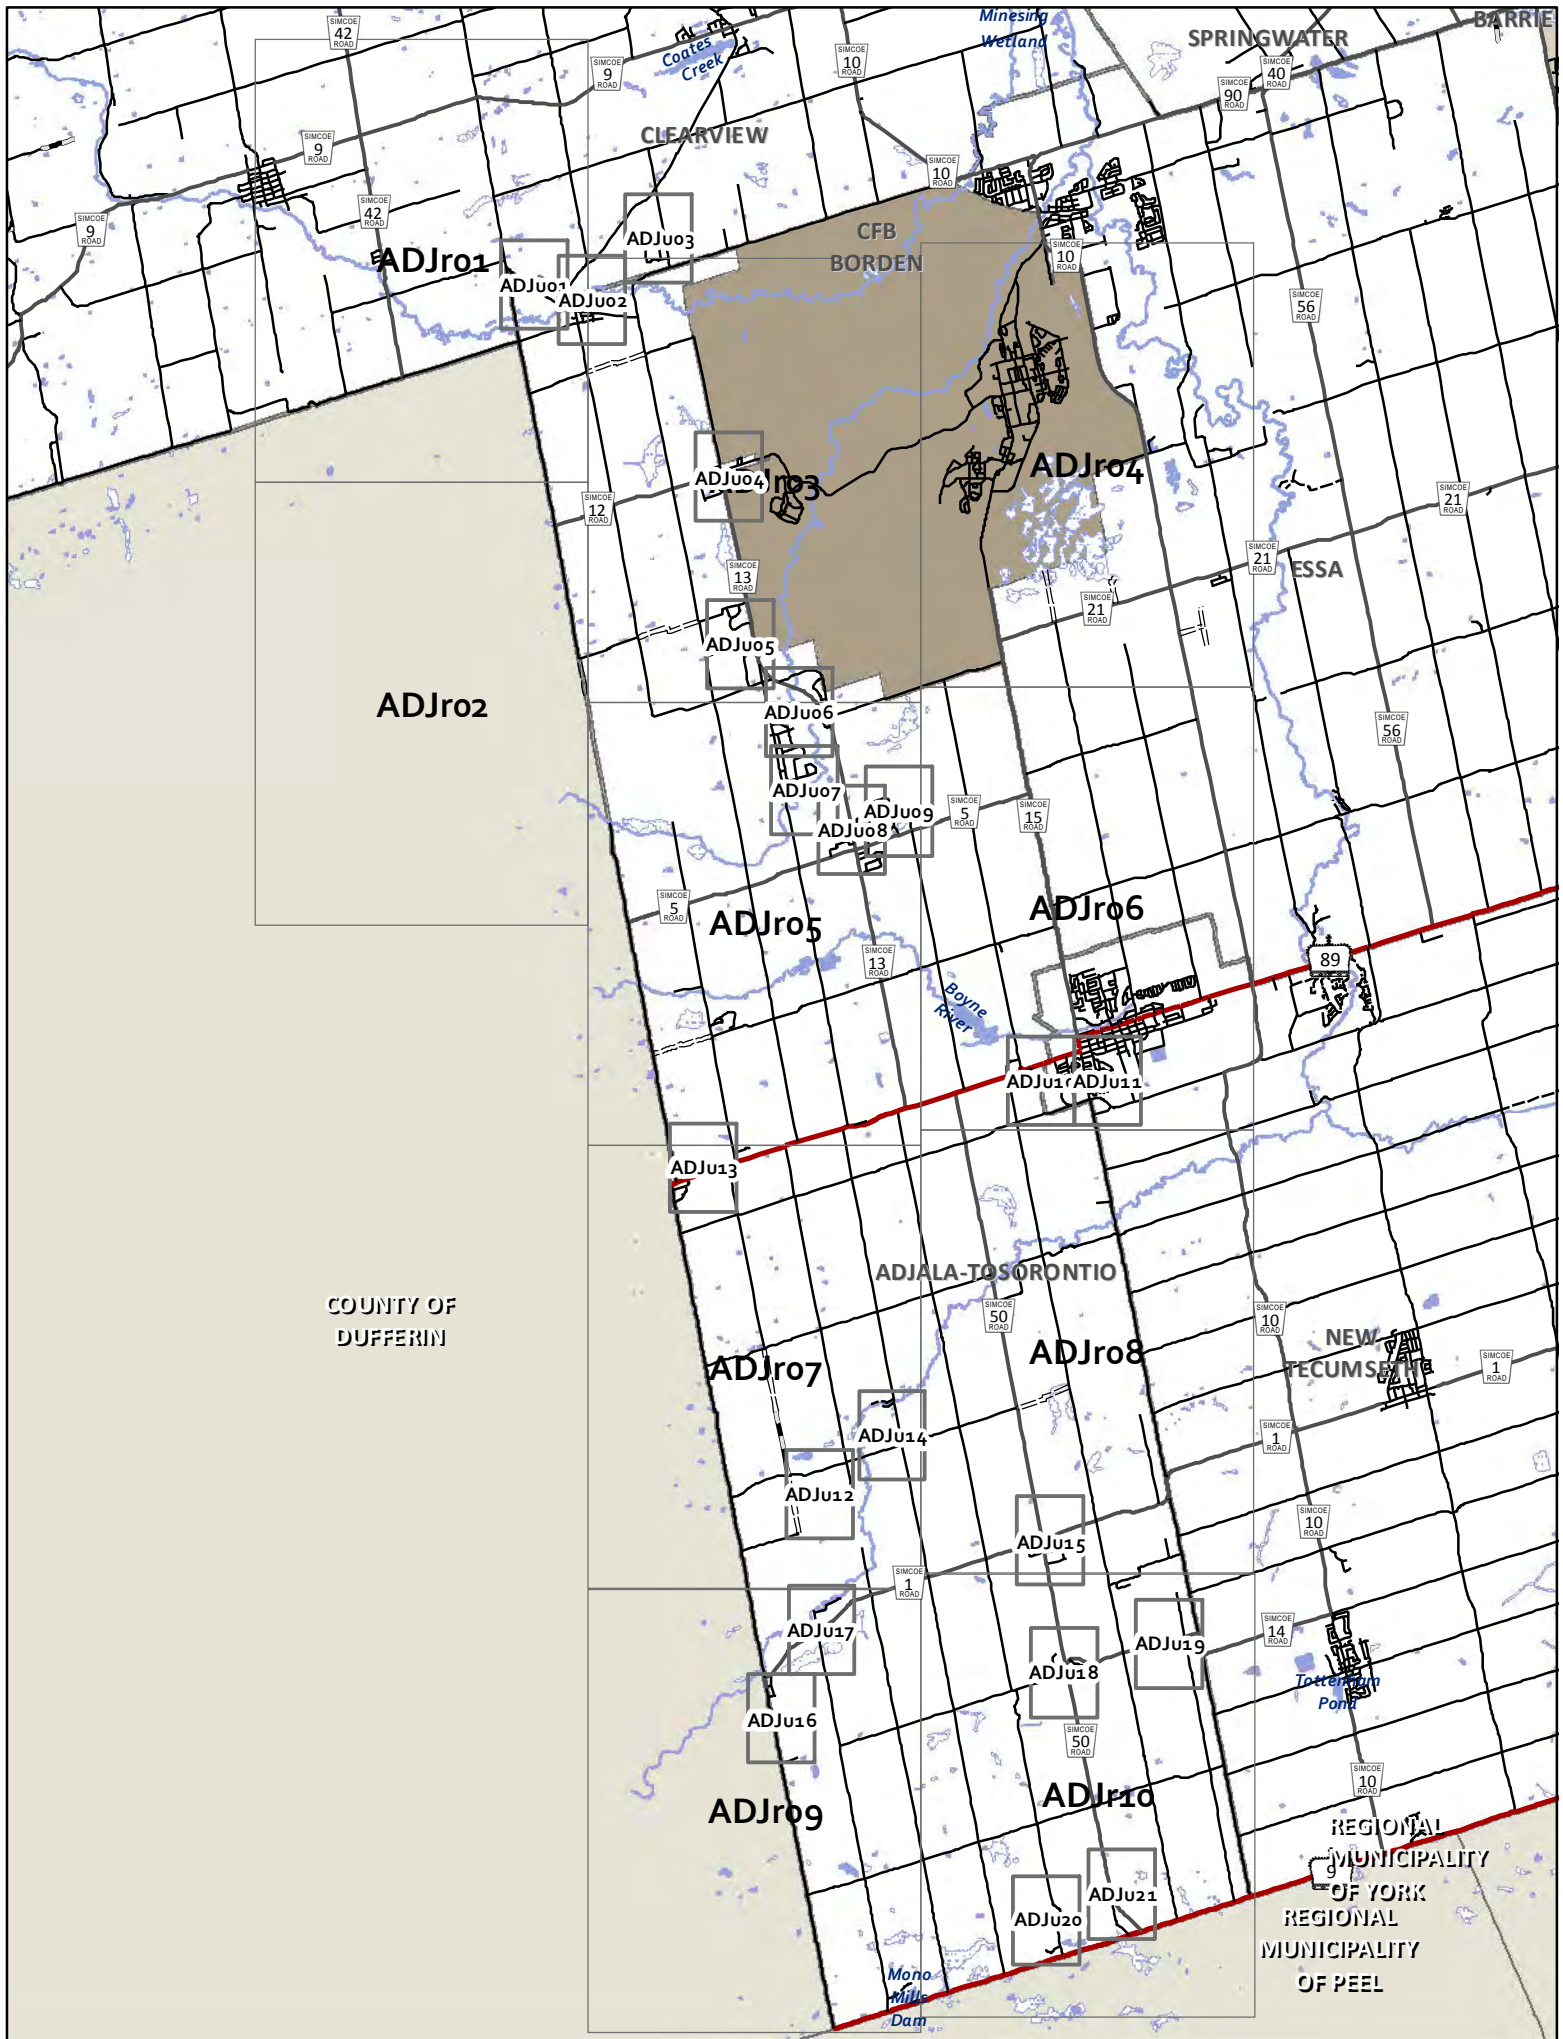 Minesing
Wetland
BARRIE
SIMCOE
42
ROAD
Coates
Creek
SIMCOE
10
ROAD
SPRINGWATER
SIMCOE
9
ROAD
SIMCOE
40
ROAD
SIMCOE
90
ROAD
CLEARVIEW
SIMCOE
9
ROAD
SIMCOE
10
ROAD
SIMCOE
42
ROAD
SIMCOE
9
ROAD
ADJu03
CFB
BORDEN
SIMCOE
10
ROAD
ADJr01
ADJu01
ADJu02
SIMCOE
56
ROAD
ADJr04
ADJu04
ADJr03
SIMCOE
12
ROAD
SIMCOE
21
ROAD
SIMCOE
13
ROAD
SIMCOE
21
ROAD
ESSA
SIMCOE
21
ROAD
ADJu05
ADJr02
ADJu06
SIMCOE
56
ROAD
ADJu07
ADJu09
ADJu08
SIMCOE
5
ROAD
SIMCOE
15
ROAD
SIMCOE
5
ROAD
ADJr05
ADJr06
SIMCOE
13
ROAD
89
Boyne
River
ADJu10
ADJu11
ADJu13
ADJALA-TOSORONTIO
COUNTY OF
DUFFERIN
SIMCOE
50
ROAD
SIMCOE
10
ROAD
NEW
TECUMSETH
ADJr07
ADJr08
SIMCOE
1
ROAD
ADJu14
SIMCOE
1
ROAD
ADJu12
SIMCOE
10
ROAD
ADJu15
SIMCOE
1
ROAD
ADJu17
ADJu19
SIMCOE
14
ROAD
ADJu18
Tottenham
Pond
ADJu16
SIMCOE
50
ROAD
SIMCOE
10
ROAD
ADJr09
ADJr10
REGIONAL
MUNICIPALITY
OF YORK
9
ADJu21
ADJu20
REGIONAL
MUNICIPALITY
OF PEEL
Mono
Mills
Dam